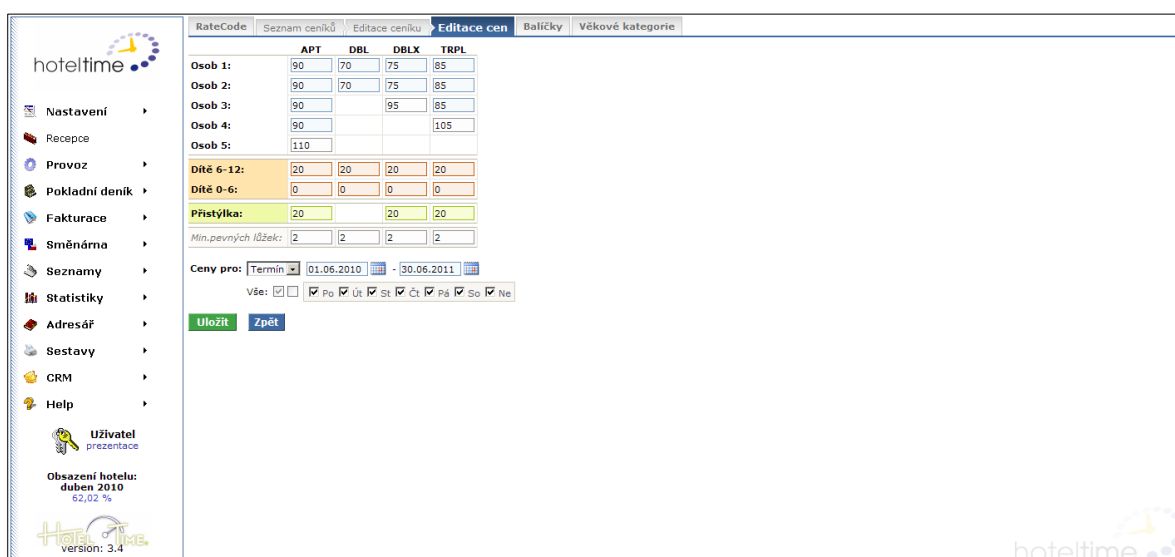 RateCode Seznam ceníků Editace ceníku Editace cen Balíčky Věkové kategorie
hoteltime
Nastavení
Recepce
Provoz
Pokladní deník
Fakturace
Směnárna
Seznamy
Statistiky
Adresář
Sestavy
CRM
Help
Uživatel
prezentace
Obsazení hotelu:
duben 2010
62,02 %
HOTEL TIME.
version: 3.4
APT DBL DBLX TRPL
Osob 1: 90 70 75 85
Osob 2: 90 70 75 85
Osob 3: 90 95 85
Osob 4: 90 105
Osob 5: 110
Dítě 6-12: 20 20 20 20
Dítě 0-6: 0 0 0 0
Přistýlka: 20 20 20
Min.pevných lůžek: 2 2 2 2
Ceny pro: Termín 01.06.2010 - 30.06.2011
Vše: Po Út St Čt Pá So Ne
Uložit Zpět
hoteltime